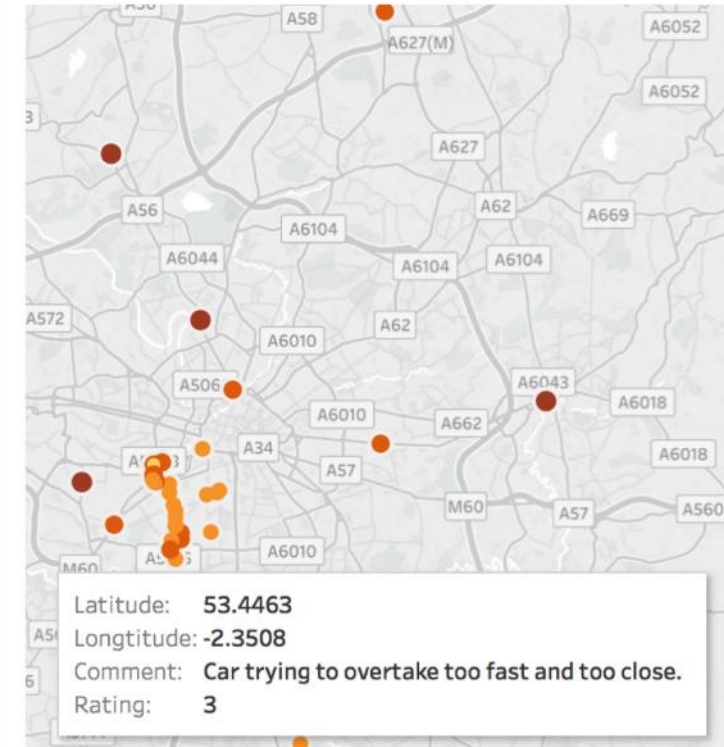 A58
A6052
A627(M)
A6052
A627
A56
A62
A669
A6104
A6044
A6104
A6104
A572
A62
A6010
A506
A6043
A6010
A662
A6018
A34
A57
A6018
M60
A57
A560
A6010
M60
Latitude: 53.4463
Longtitude: -2.3508
Comment: Car trying to overtake too fast and too close.
Rating: 3